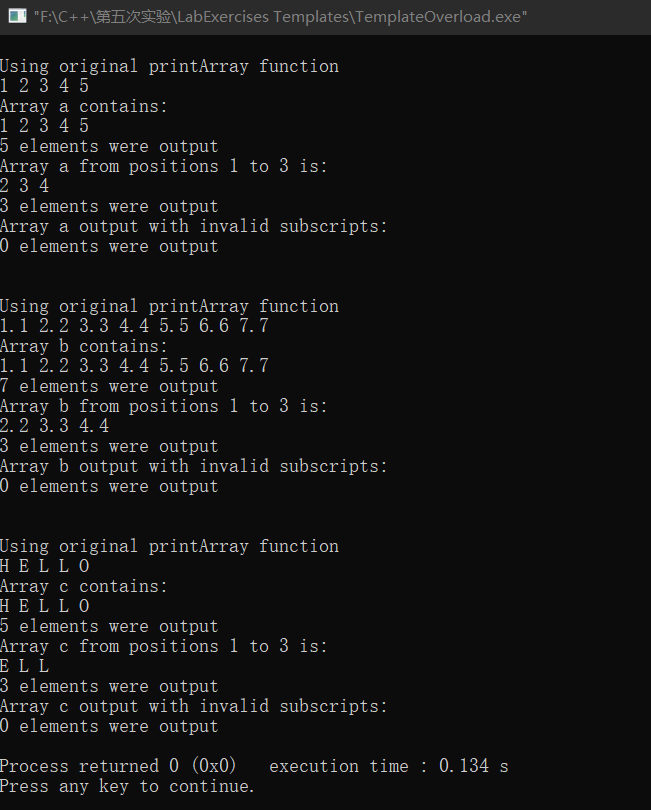 "F:\C++\第五次实验\LabExercises Templates\TemplateOverload.exe"
Using original printArray function
1 2 3 4 5
Array a contains:
1 2 3 4 5
5 elements were output
Array a from positions 1 to 3 is:
2 3 4
3 elements were output
Array a output with invalid subscripts:
0 elements were output
Using original printArray function
1.1 2.2 3.3 4.4 5.5 6.6 7.7
Array b contains:
1.1 2.2 3.3 4.4 5.5 6.6 7.7
7 elements were output
Array b from positions 1 to 3 is:
2.2 3.3 4.4
3 elements were output
Array b output with invalid subscripts:
0 elements were output
Using original printArray function
H E L L O
Array c contains:
H E L L O
5 elements were output
Array c from positions 1 to 3 is:
E L L
3 elements were output
Array c output with invalid subscripts:
0 elements were output
Process returned 0 (0x0)   execution time : 0.134 s
Press any key to continue.